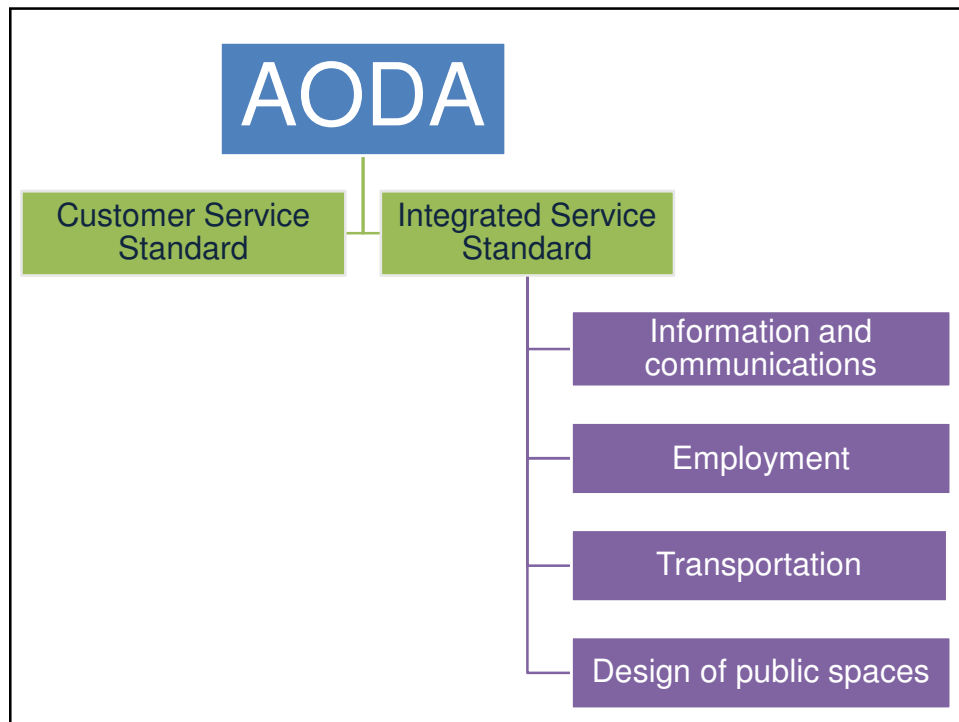 AODA
Customer Service
Standard
Integrated Service
Standard
Information and
communications
Employment
Transportation
Design of public spaces